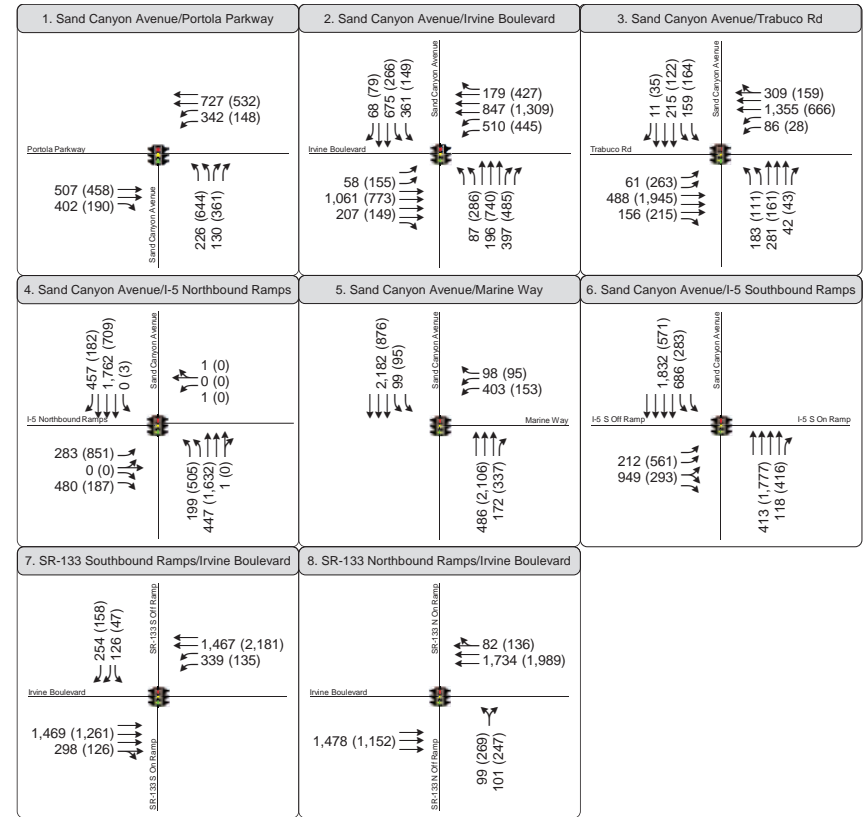 1. Sand Canyon Avenue/Portola Parkway
727 (532)
342 (148)
Portola Parkway
507 (458)
402 (190)
Sand Canyon Avenue
226 (644)
130 (361)
2. Sand Canyon Avenue/Irvine Boulevard
68 (79)
675 (266)
361 (149)
Sand Canyon Avenue
179 (427)
847 (1,309)
510 (445)
Irvine Boulevard
58 (155)
1,061 (773)
207 (149)
87 (286)
196 (740)
397 (485)
3. Sand Canyon Avenue/Trabuco Rd
11 (35)
215 (122)
159 (164)
Sand Canyon Avenue
309 (159)
1,355 (666)
86 (28)
Trabuco Rd
61 (263)
488 (1,945)
156 (215)
183 (111)
281 (161)
42 (43)
4. Sand Canyon Avenue/I-5 Northbound Ramps
457 (182)
1,762 (709)
0 (3)
Sand Canyon Avenue
1 (0)
0 (0)
1 (0)
I-5 Northbound Ramps
283 (851)
0 (0)
480 (187)
199 (505)
447 (1,632)
1 (0)
5. Sand Canyon Avenue/Marine Way
2,182 (876)
99 (95)
Sand Canyon Avenue
98 (95)
403 (153)
Marine Way
486 (2,106)
172 (337)
6. Sand Canyon Avenue/I-5 Southbound Ramps
1,832 (571)
686 (283)
Sand Canyon Avenue
I-5 S Off Ramp
I-5 S On Ramp
212 (561)
949 (293)
413 (1,777)
118 (416)
7. SR-133 Southbound Ramps/Irvine Boulevard
254 (158)
126 (47)
SR-133 S Off Ramp
1,467 (2,181)
339 (135)
Irvine Boulevard
1,469 (1,261)
298 (126)
SR-133 S On Ramp
8. SR-133 Northbound Ramps/Irvine Boulevard
SR-133 N On Ramp
82 (136)
1,734 (1,989)
Irvine Boulevard
1,478 (1,152)
SR-133 N Off Ramp
99 (269)
101 (247)